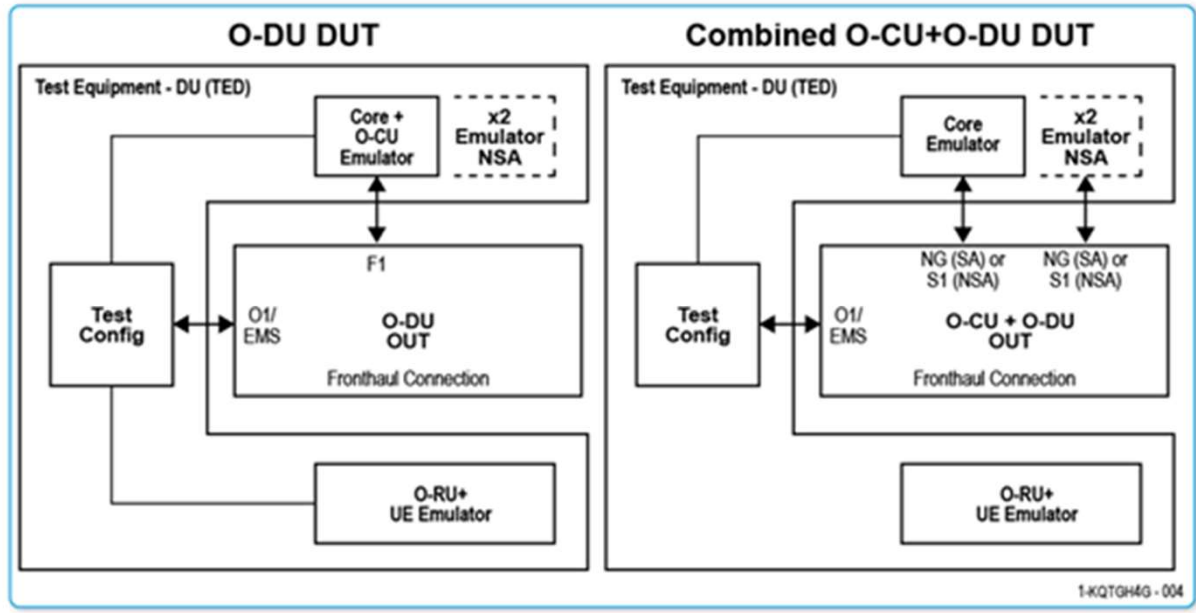 O-DU DUT
Test Equipment - DU (TED)
Core +
O-CU
Emulator
x2
Emulator
NSA
F1
Test
Config
O1/
EMS
O-DU
OUT
Fronthaul Connection
O-RU+
UE Emulator
Combined O-CU+O-DU DUT
Test Equipment - DU (TED)
Core
Emulator
x2
Emulator
NSA
NG (SA) or
S1 (NSA)
NG (SA) or
S1 (NSA)
Test
Config
O1/
EMS
O-CU + O-DU
OUT
Fronthaul Connection
O-RU+
UE Emulator
1-KQTGH4G - 004